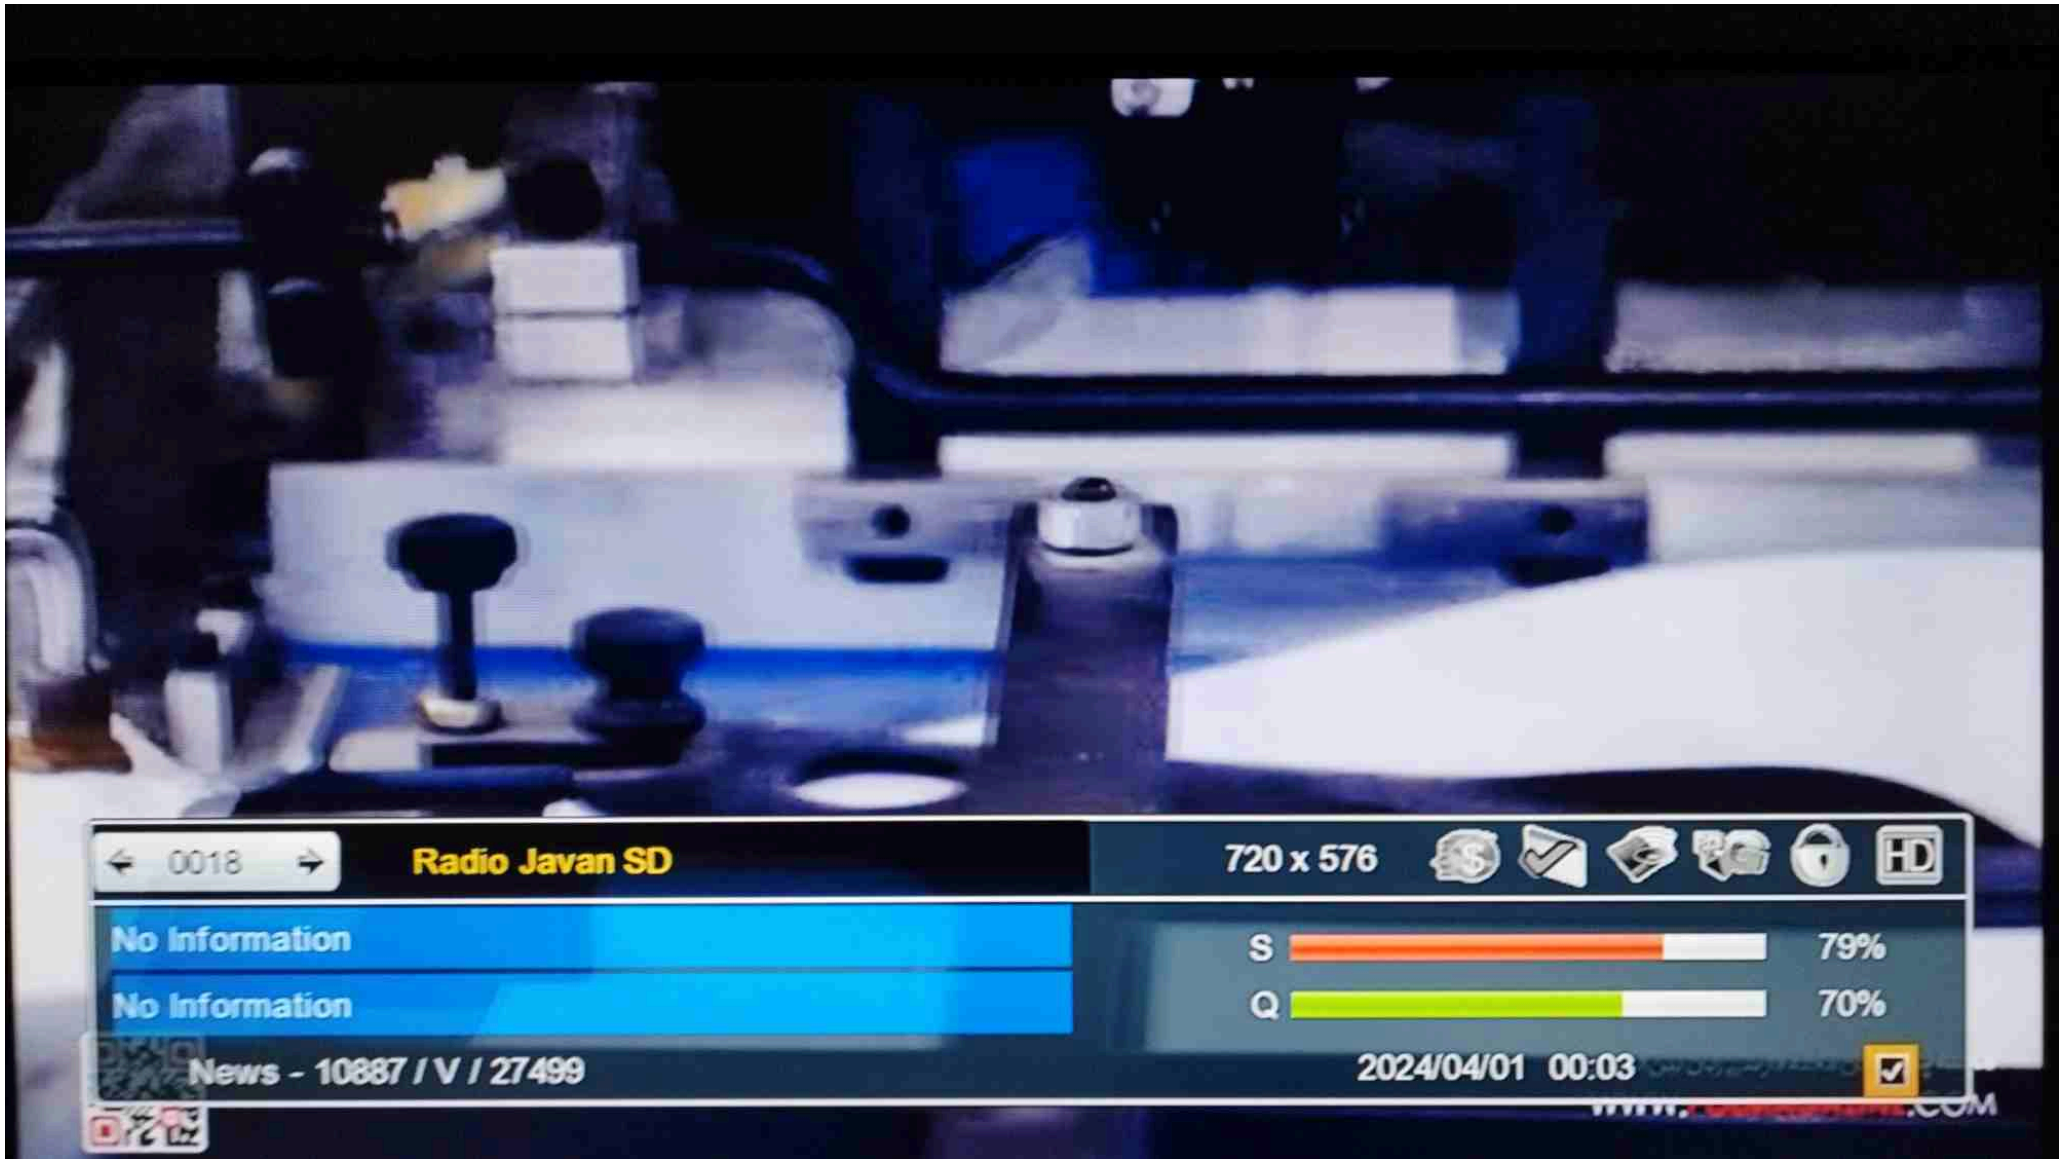 0018
Radio Javan SD
720 x 576
HD
No Information
No Information
S 79%
Q 70%
News - 10887 / V / 27499
2024/04/01 00:03